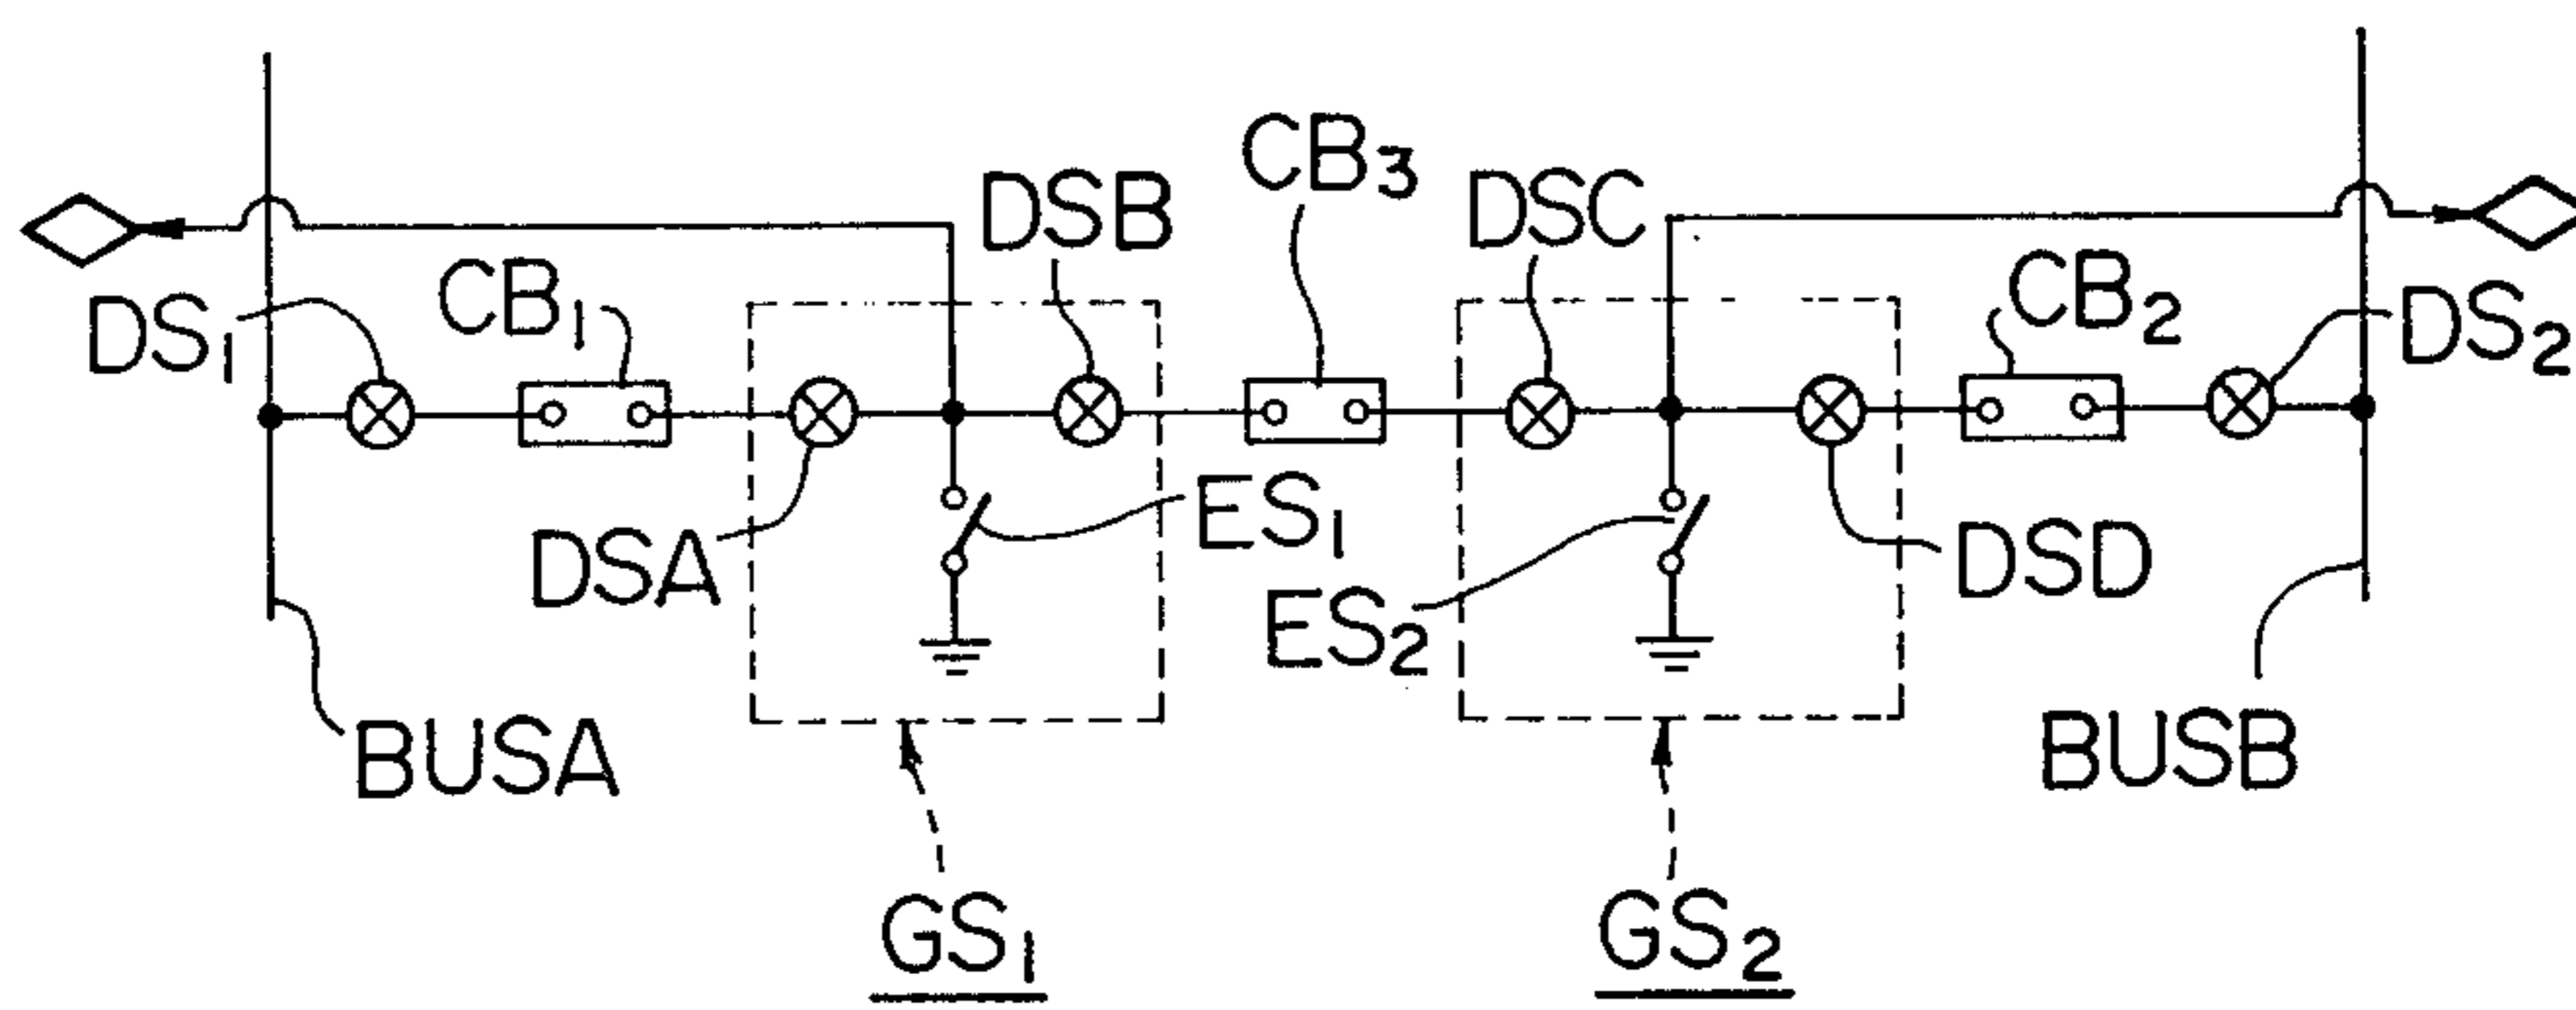 CB₃
DSB
DSC
CB₁
CB₂
DS₁
DS₂
ES₁
DSA
DSD
ES₂
BUSA
BUSB
GS₁
GS₂